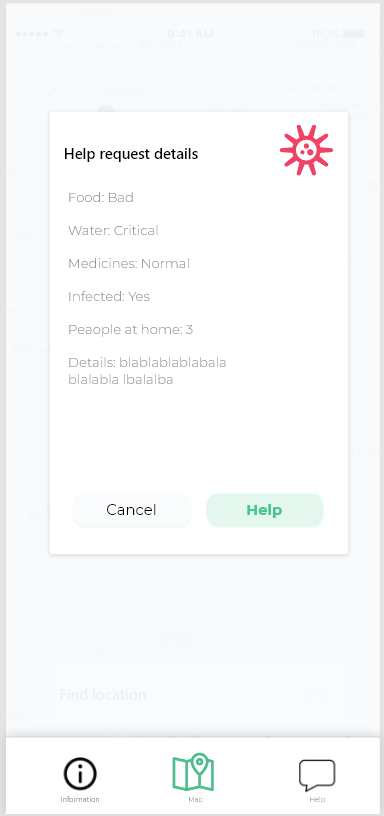 9:41 AM
100%
Help request details
Food: Bad
Water: Critical
Medicines: Normal
Infected: Yes
Peaople at home: 3
Details: blablablablabala
blalabla lbalalba
Cancel
Help
Find location
Information
Map
Help